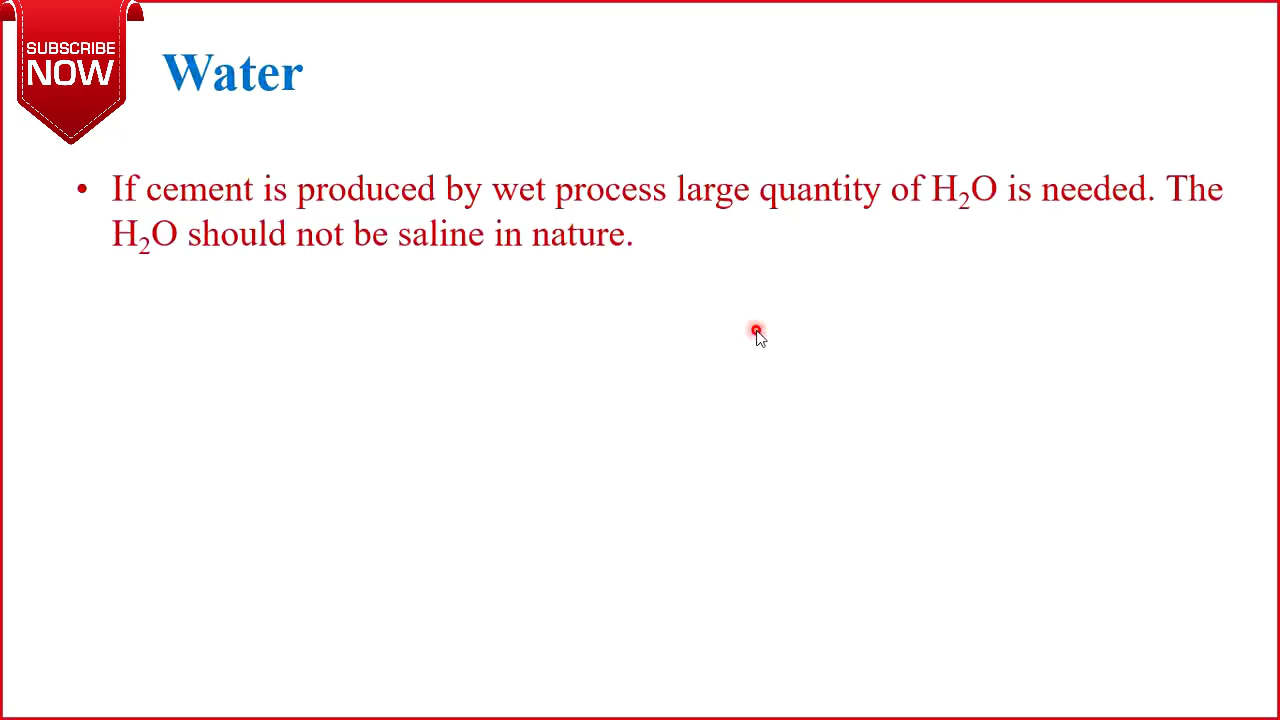 SUBSCRIBE
NOW
Water
• If cement is produced by wet process large quantity of H₂O is needed. The
H₂O should not be saline in nature.